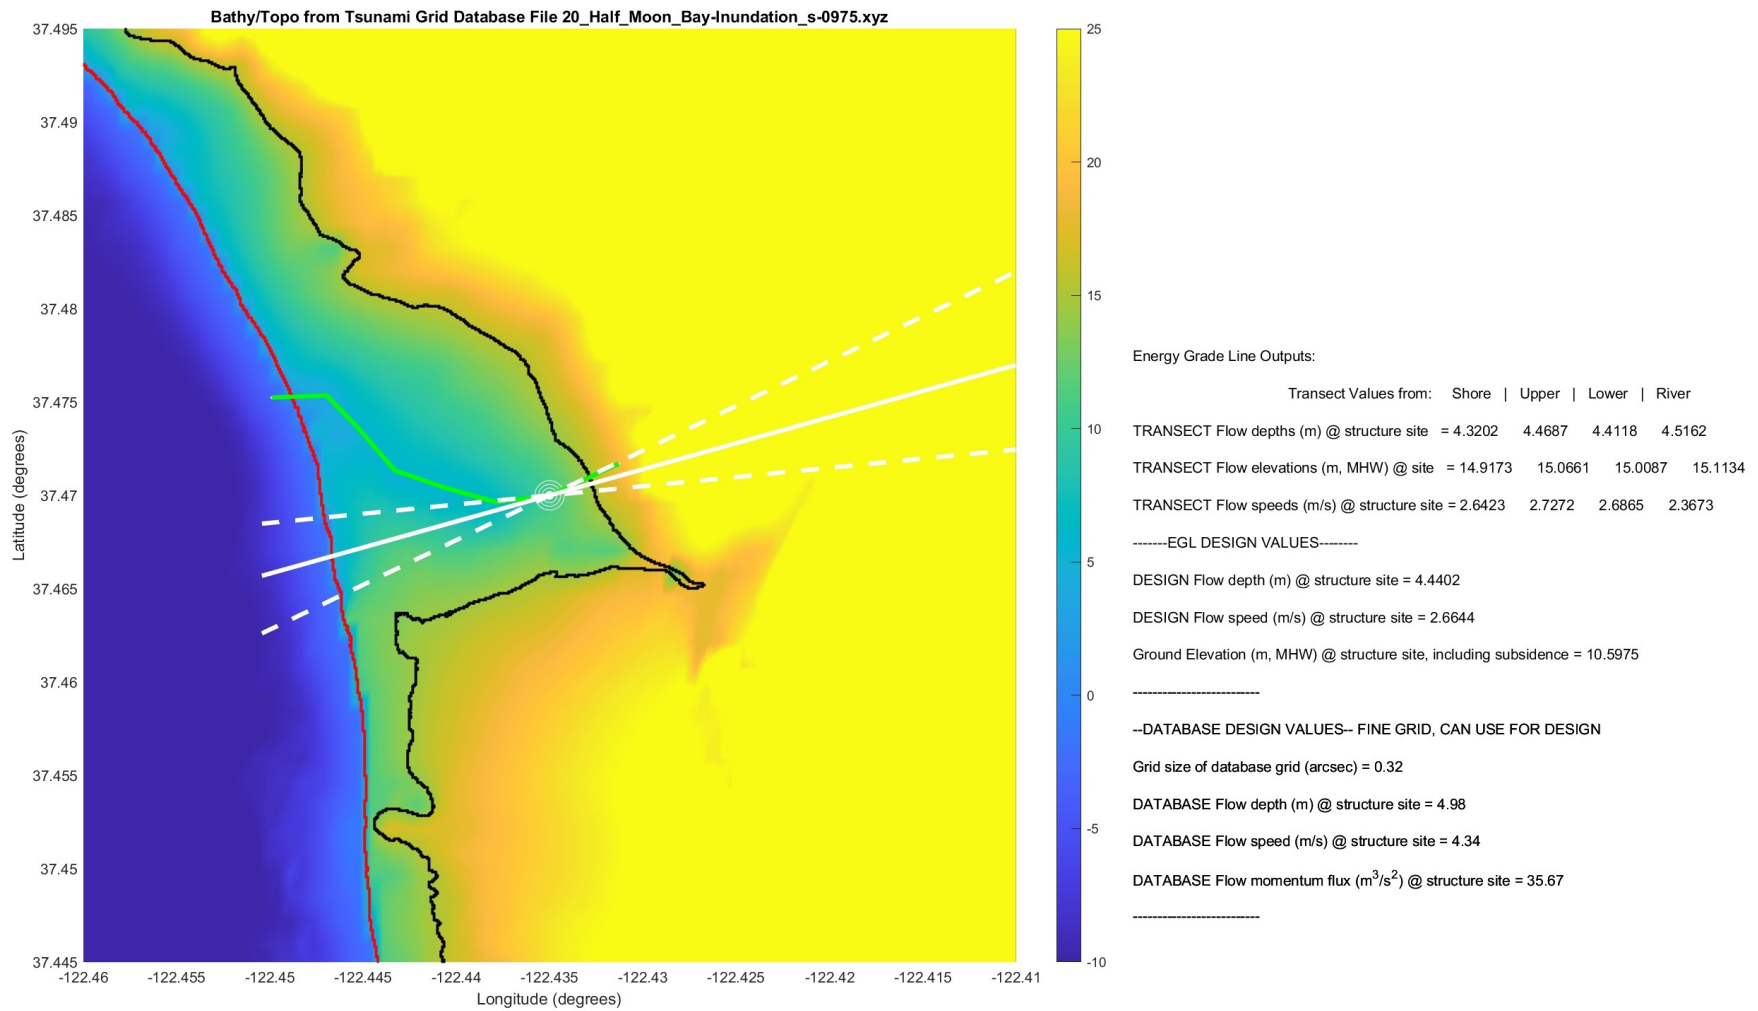 Bathy/Topo from Tsunami Grid Database File 20_Half_Moon_Bay-Inundation_s-0975.xyz
37.495
37.49
37.485
37.48
37.475
37.47
37.465
37.46
37.455
37.45
37.445
Latitude (degrees)
-122.46 -122.455 -122.45 -122.445 -122.44 -122.435 -122.43 -122.425 -122.42 -122.415 -122.41
Longitude (degrees)
25
20
15
10
5
0
-5
-10
Energy Grade Line Outputs:
Transect Values from: Shore | Upper | Lower | River
TRANSECT Flow depths (m) @ structure site = 4.3202 4.4687 4.4118 4.5162
TRANSECT Flow elevations (m, MHW) @ site = 14.9173 15.0661 15.0087 15.1134
TRANSECT Flow speeds (m/s) @ structure site = 2.6423 2.7272 2.6865 2.3673
-------EGL DESIGN VALUES--------
DESIGN Flow depth (m) @ structure site = 4.4402
DESIGN Flow speed (m/s) @ structure site = 2.6644
Ground Elevation (m, MHW) @ structure site, including subsidence = 10.5975
--------------------------
--DATABASE DESIGN VALUES-- FINE GRID, CAN USE FOR DESIGN
Grid size of database grid (arcsec) = 0.32
DATABASE Flow depth (m) @ structure site = 4.98
DATABASE Flow speed (m/s) @ structure site = 4.34
DATABASE Flow momentum flux (m³/s²) @ structure site = 35.67
--------------------------